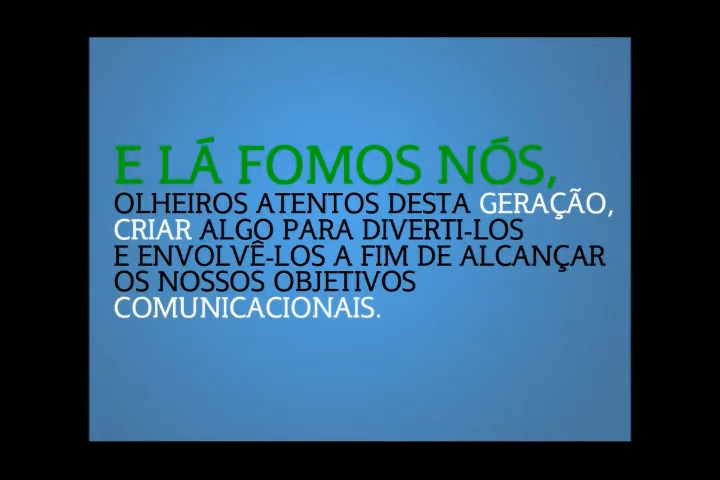 E LÁ FOMOS NÓS,
OLHEIROS ATENTOS DESTA GERAÇÃO,
CRIAR ALGO PARA DIVERTI-LOS
E ENVOLVÊ-LOS A FIM DE ALCANÇAR
OS NOSSOS OBJETIVOS
COMUNICACIONAIS.